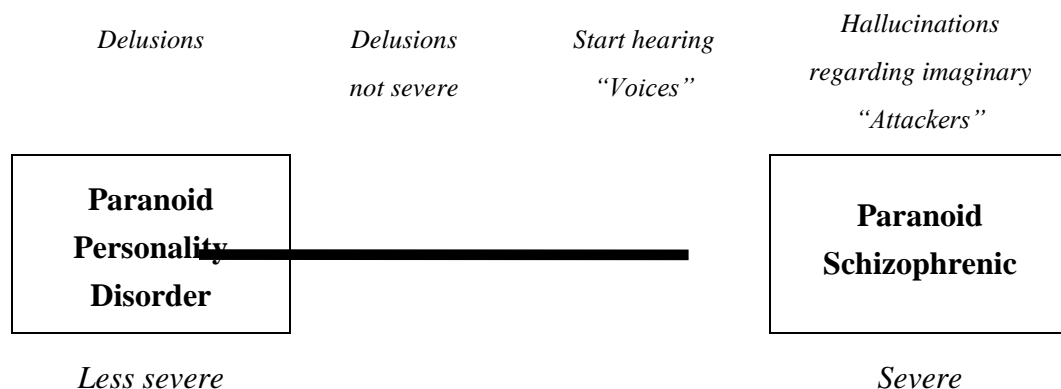 Delusions
Delusions
not severe
Start hearing
“Voices”
Hallucinations
regarding imaginary
“Attackers”
Paranoid
Personality
Disorder
Paranoid
Schizophrenic
Less severe
Severe